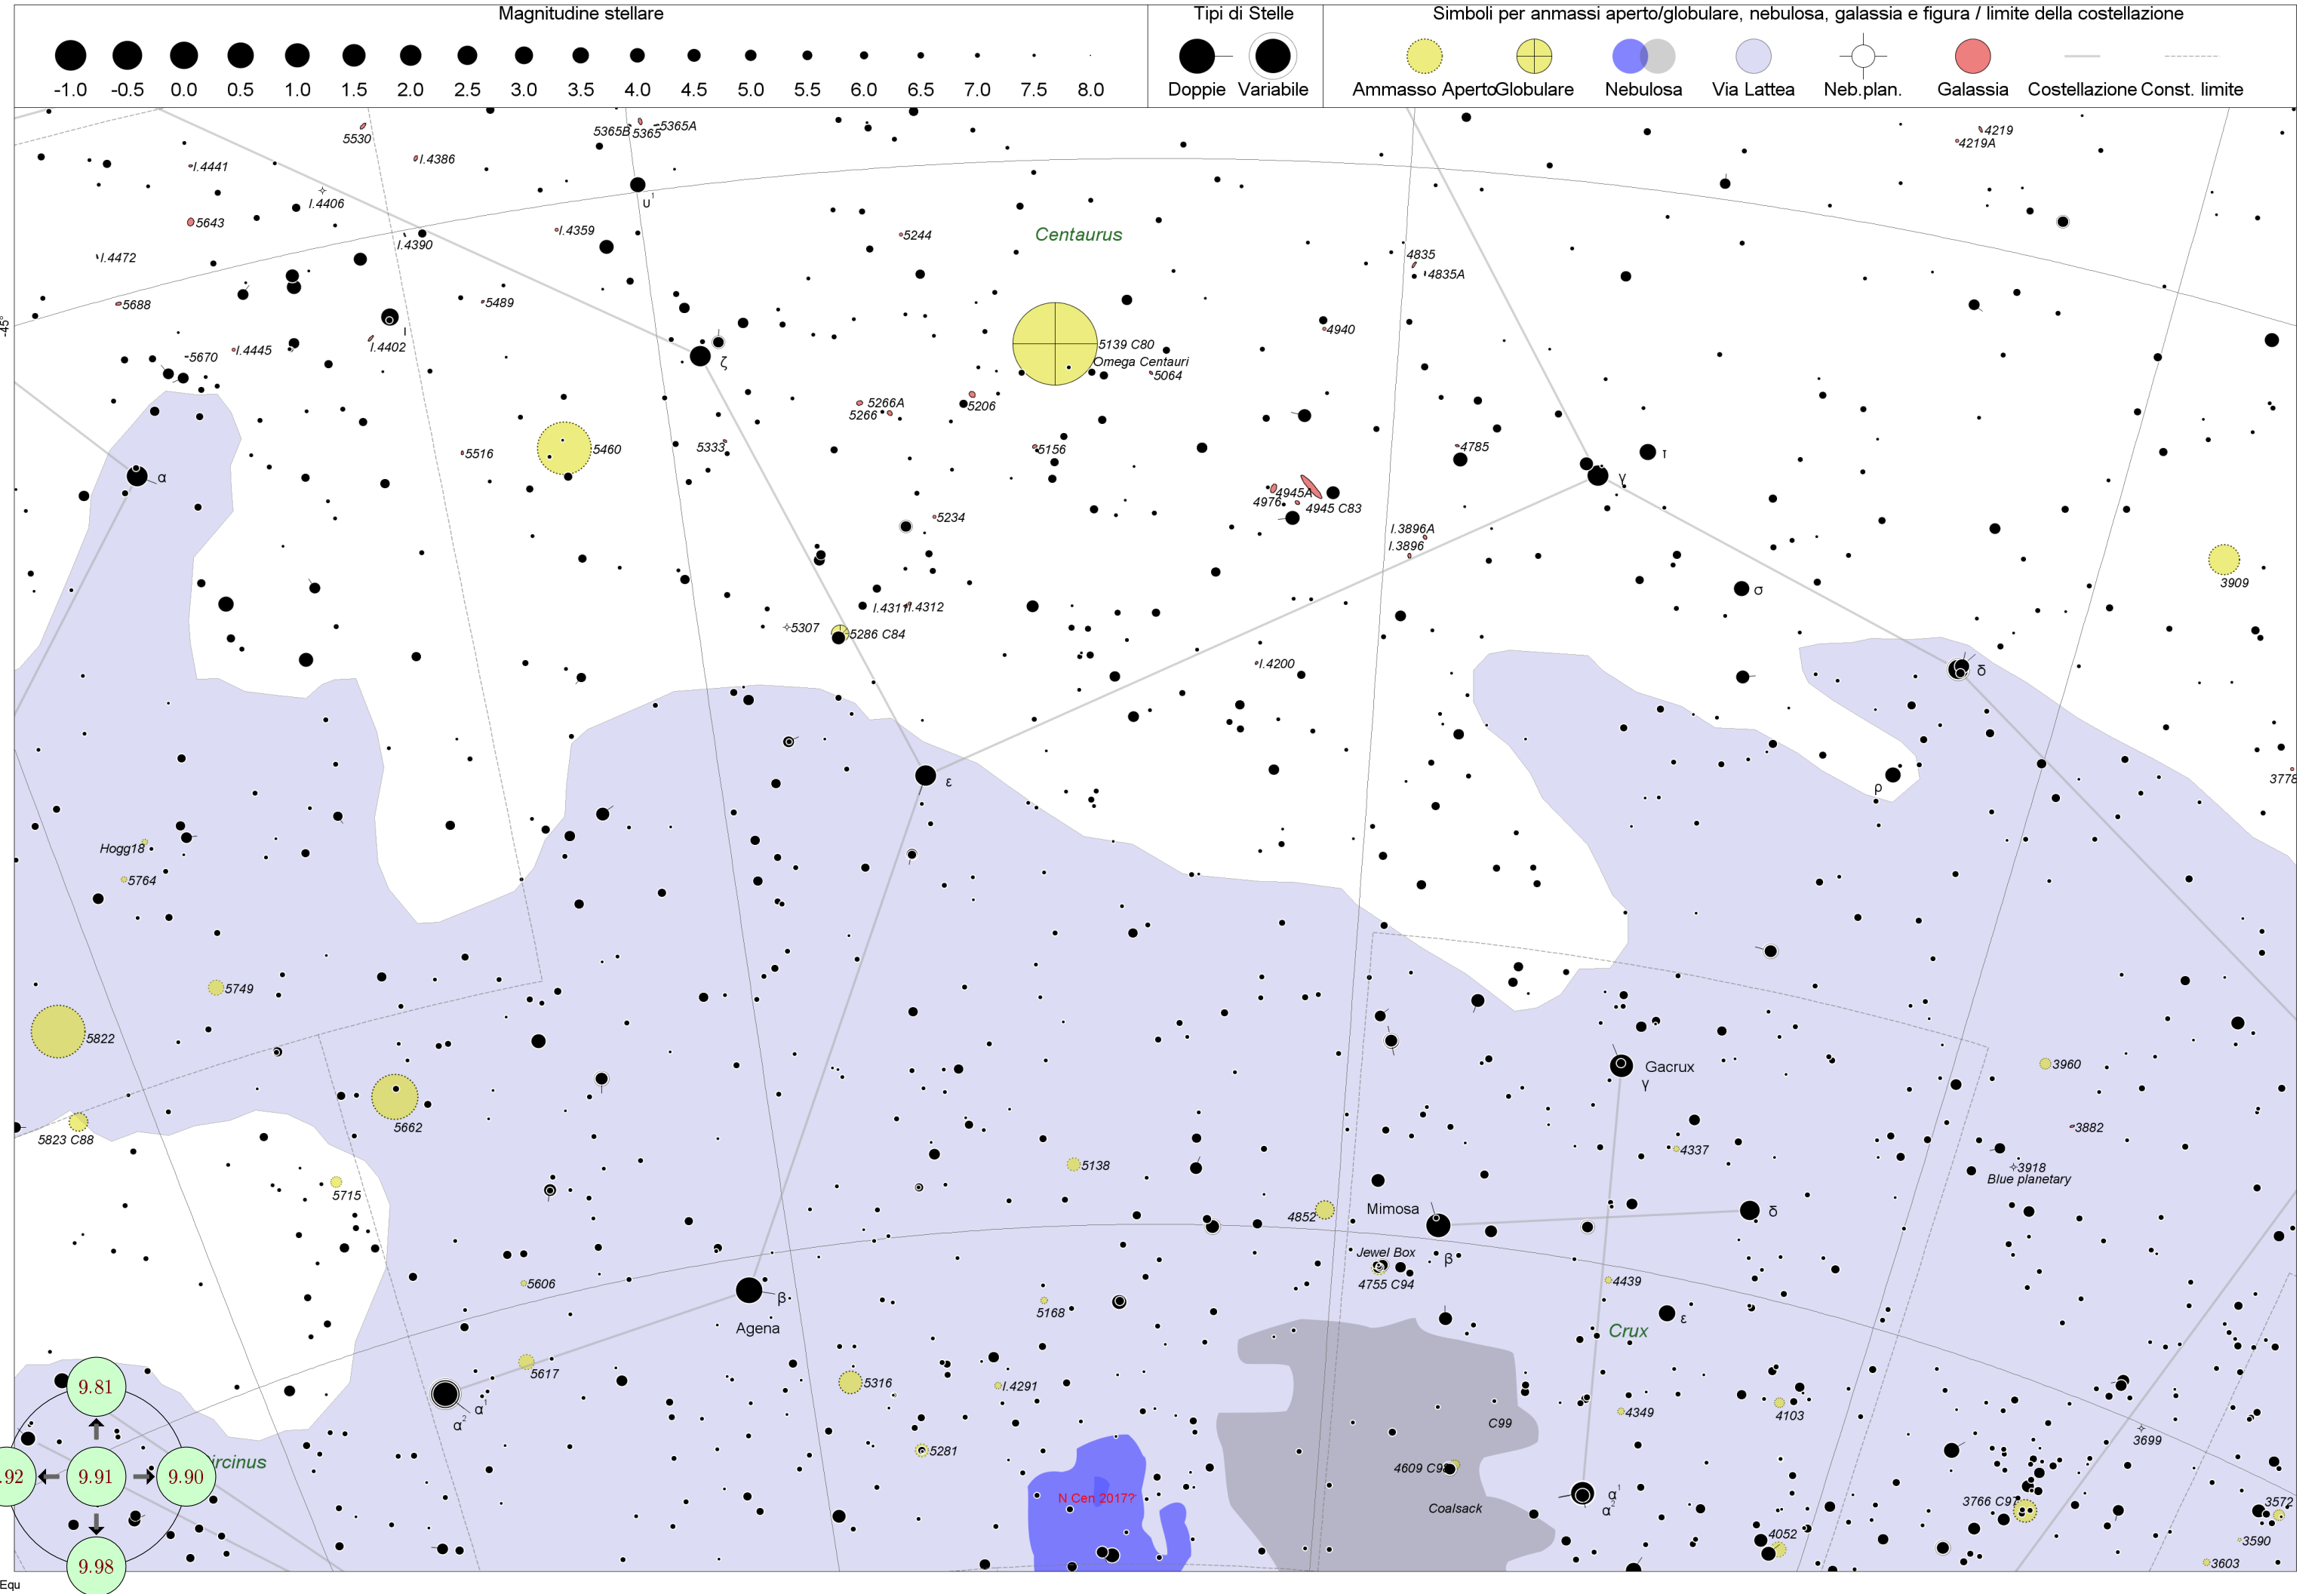 Magnitudine stellare
Tipi di Stelle
Simboli per anmassi aperto/globulare, nebulosa, galassia e figura / limite della costellazione
-1.0 -0.5 0.0 0.5 1.0 1.5 2.0 2.5 3.0 3.5 4.0 4.5 5.0 5.5 6.0 6.5 7.0 7.5 8.0
Doppie Variabile
Ammasso Aperto Globulare Nebulosa Via Lattea Neb.plan. Galassia Costellazione Const. limite
5530
5365B 5365 5365A
4219
4219A
I.4386
I.4441
I.4406
υ1
5643
I.4390
I.4359
5244
Centaurus
I.4472
4835
4835A
5688
5489
-45°
ι
4940
5139 C80
I.4402
I.4445
5670
ζ
Omega Centauri
5064
5266A
5266
5206
5460
5333
5156
5516
4785
τ
α
γ
4945A
4976
4945 C83
5234
I.3896A
I.3896
3909
σ
I.4311 I.4312
5307
5286 C84
I.4200
δ
ε
3778
ρ
Hogg18
5764
5749
5822
3960
Gacrux
γ
5662
5823 C88
3882
4337
5138
3918
Blue planetary
5715
Mimosa
4852
δ
β
Jewel Box
4755 C94
5606
4439
β
5168
Agena
ε
Crux
5617
5316
I.4291
9.81
α1
α2
4349
4103
C99
3699
5281
ircinus
.92
9.91
9.90
4609 C98
N Cen 2017?
Coalsack
α1
α2
3766 C97
3572
4052
3590
9.98
3603
Equ